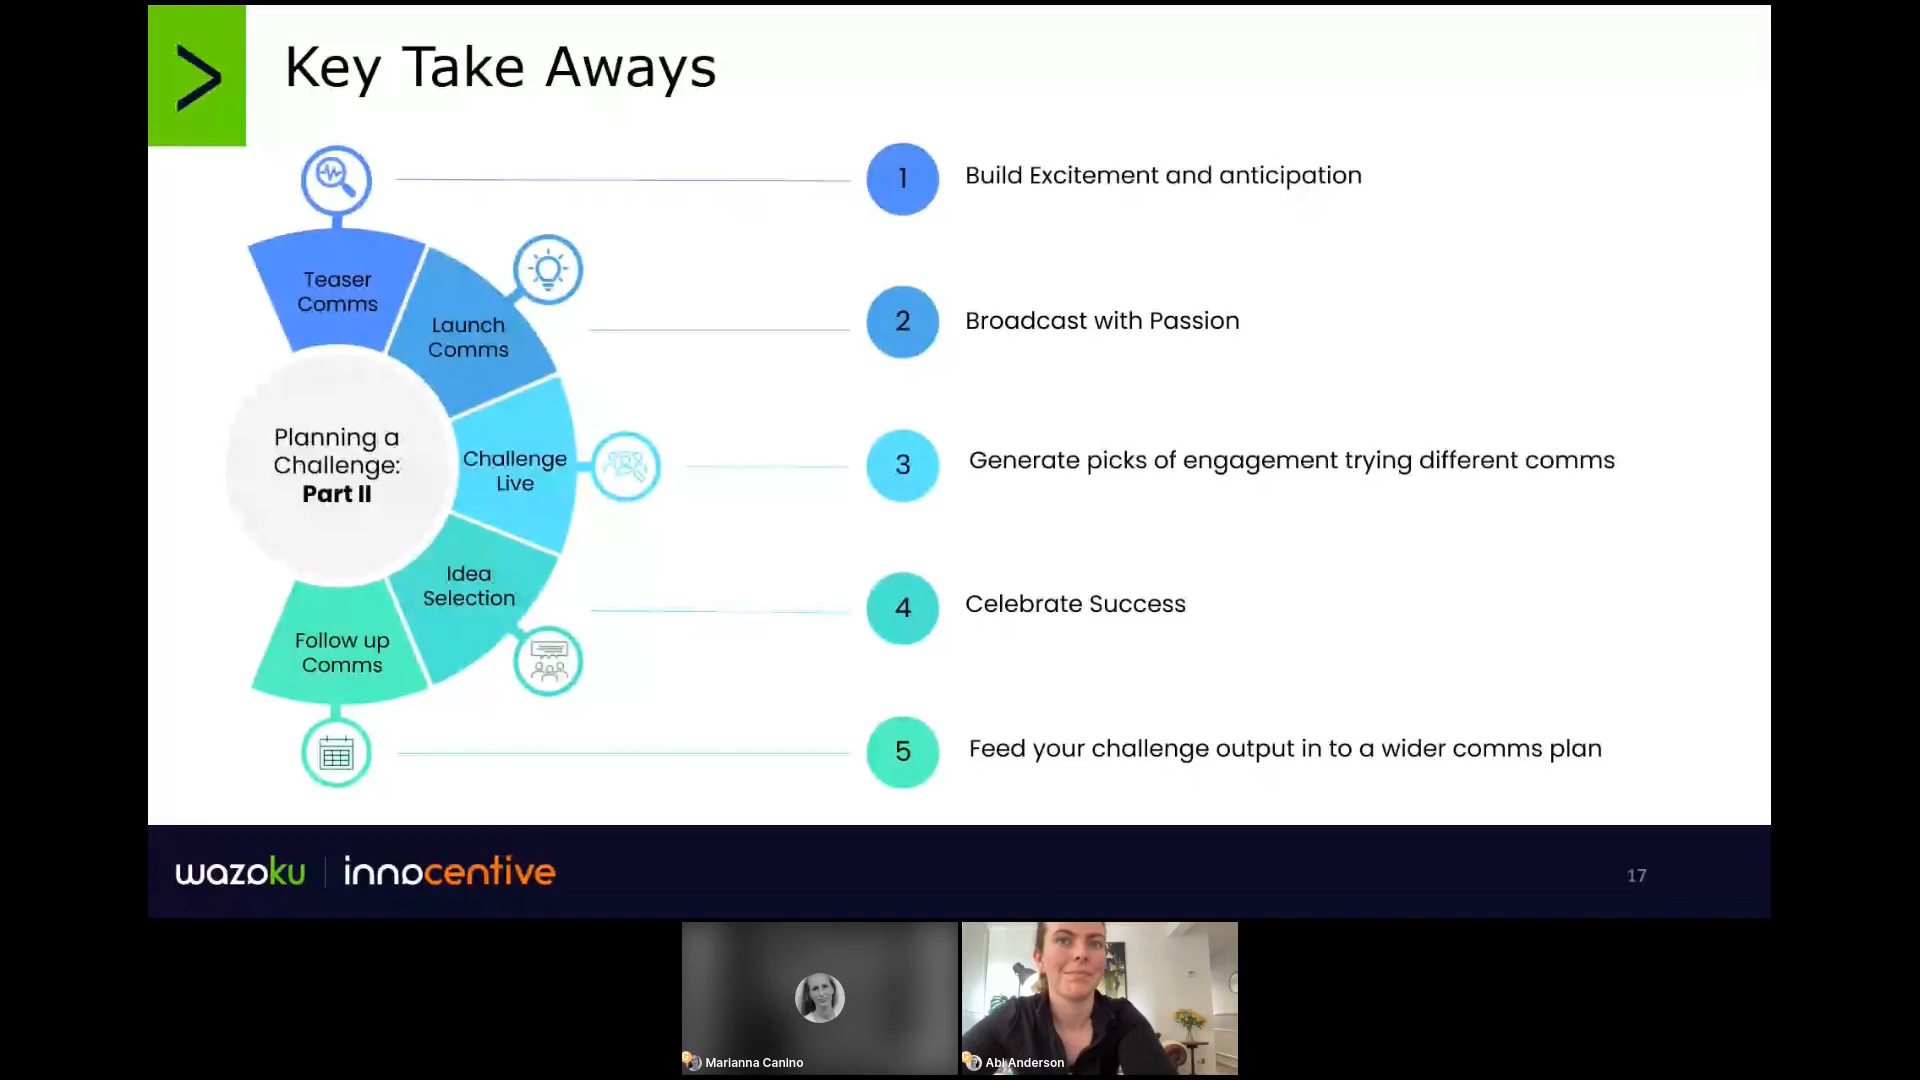 Key Take Aways
Teaser
Comms
Launch
Comms
Challenge
Live
Idea
Selection
Follow up
Comms
Planning a
Challenge:
Part II
1
Build Excitement and anticipation
2
Broadcast with Passion
3
Generate picks of engagement trying different comms
4
Celebrate Success
5
Feed your challenge output in to a wider comms plan
wazoku
innocentive
17
Marianna Canino
Abi Anderson